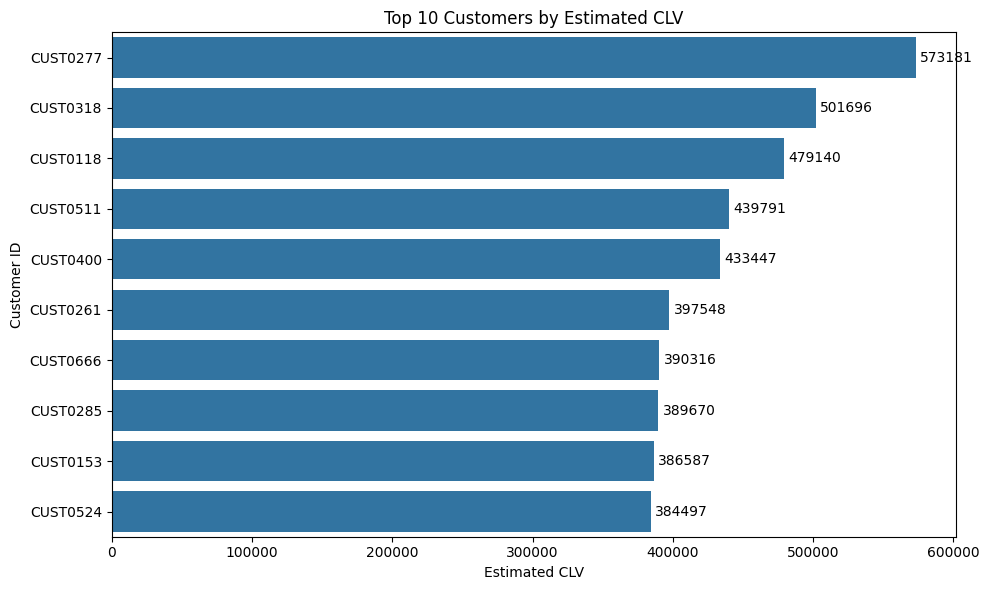 Top 10 Customers by Estimated CLV
Customer ID
CUST0277 573181
CUST0318 501696
CUST0118 479140
CUST0511 439791
CUST0400 433447
CUST0261 397548
CUST0666 390316
CUST0285 389670
CUST0153 386587
CUST0524 384497
0 100000 200000 300000 400000 500000 600000
Estimated CLV